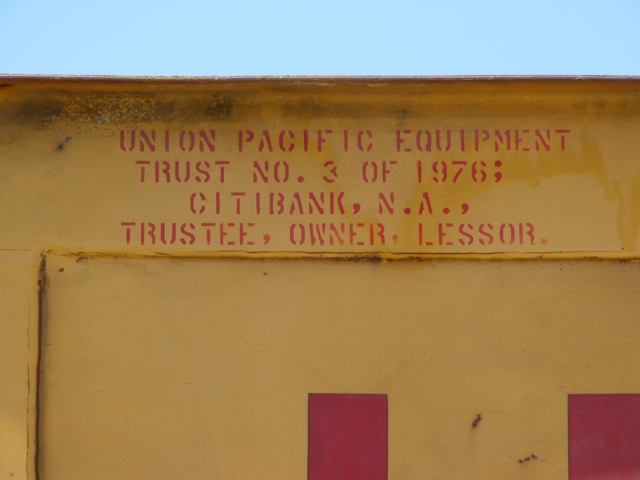 UNION PACIFIC EQUIPMENT
TRUST NO. 3 OF 1976;
CITIBANK, N.A.,
TRUSTEE, OWNER, LESSOR.